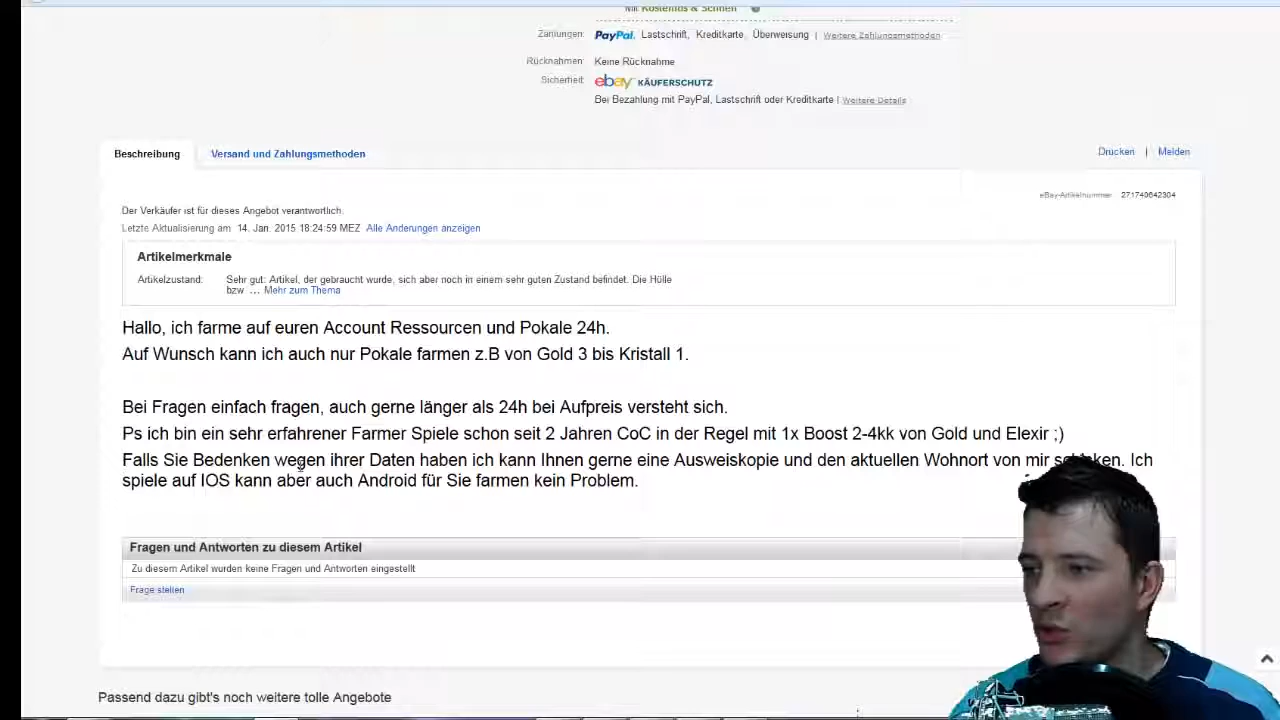 Mit Kostenlos & Schnell
Zahlungen: PayPal, Lastschrift, Kreditkarte, Überweisung | Weitere Zahlungsmethoden
Rücknahmen: Keine Rücknahme
Sicherheit: ebay KÄUFERSCHUTZ
Bei Bezahlung mit PayPal, Lastschrift oder Kreditkarte | Weitere Details
Beschreibung Versand und Zahlungsmethoden Drucken | Melden
eBay-Artikelnummer 271740642304
Der Verkäufer ist für dieses Angebot verantwortlich.
Letzte Aktualisierung am 14. Jan. 2015 18:24:59 MEZ Alle Änderungen anzeigen
Artikelmerkmale
Artikelzustand: Sehr gut: Artikel, der gebraucht wurde, sich aber noch in einem sehr guten Zustand befindet. Die Hülle
bzw ... Mehr zum Thema
Hallo, ich farme auf euren Account Ressourcen und Pokale 24h.
Auf Wunsch kann ich auch nur Pokale farmen z.B von Gold 3 bis Kristall 1.
Bei Fragen einfach fragen, auch gerne länger als 24h bei Aufpreis versteht sich.
Ps ich bin ein sehr erfahrener Farmer Spiele schon seit 2 Jahren CoC in der Regel mit 1x Boost 2-4kk von Gold und Elexir ;)
Falls Sie Bedenken wegen ihrer Daten haben ich kann Ihnen gerne eine Ausweiskopie und den aktuellen Wohnort von mir schicken. Ich
spiele auf IOS kann aber auch Android für Sie farmen kein Problem.
Fragen und Antworten zu diesem Artikel
Zu diesem Artikel wurden keine Fragen und Antworten eingestellt
Frage stellen
Passend dazu gibt's noch weitere tolle Angebote